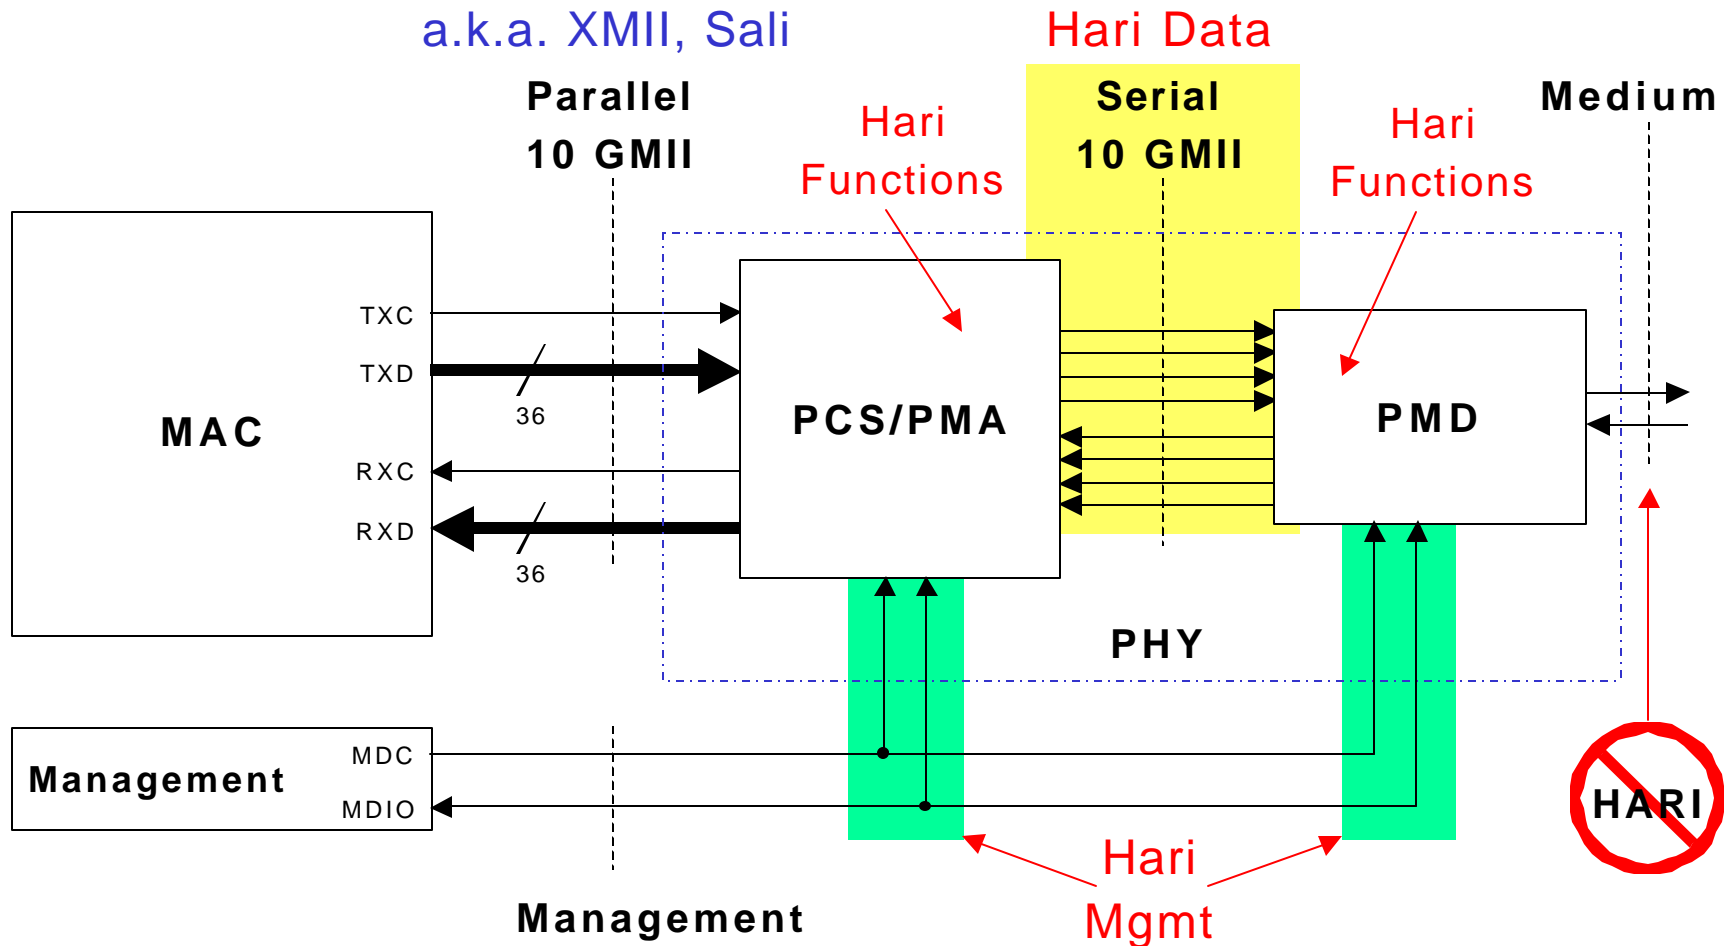 a.k.a. XMII, Sali
Hari Data
Parallel
10 GMII
Hari
Functions
Serial
10 GMII
Hari
Functions
Medium
TXC
TXD
36
MAC
RXC
RXD
36
PCS/PMA
PMD
PHY
Management
MDC
MDIO
HARI
Hari
Mgmt
Management